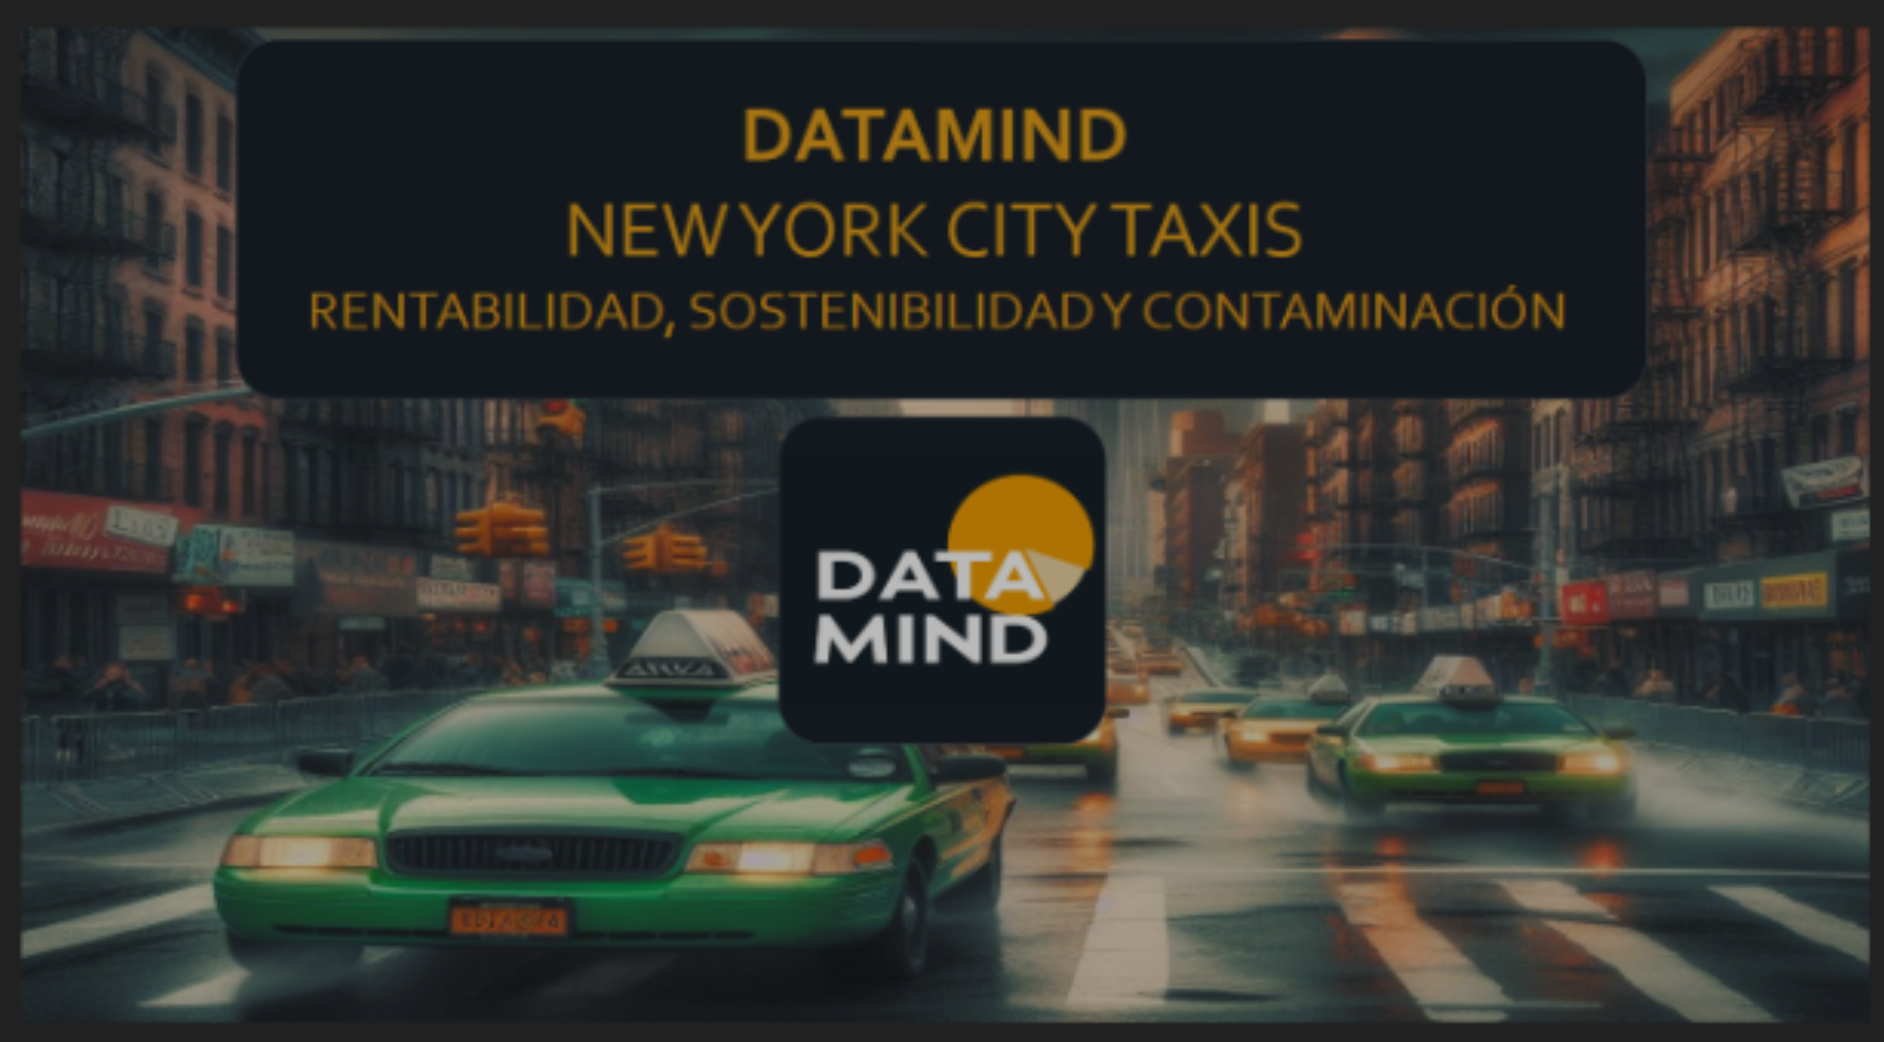 DATAMIND
NEW YORK CITY TAXIS
RENTABILIDAD, SOSTENIBILIDAD Y CONTAMINACIÓN
DATA
MIND